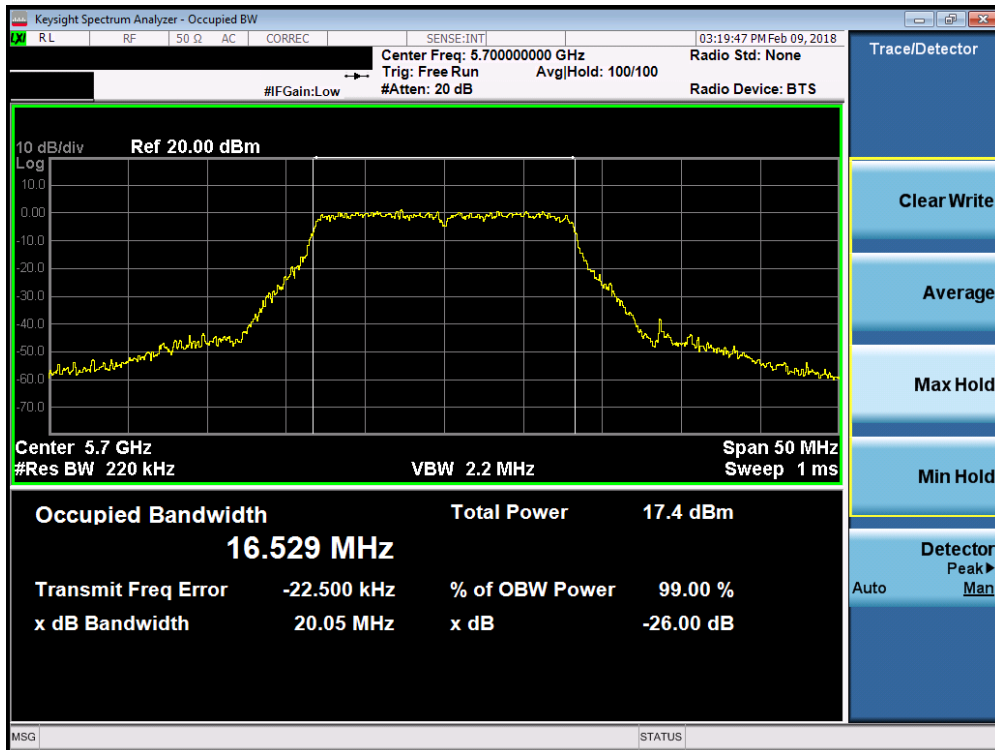 Keysight Spectrum Analyzer - Occupied BW
LXI RL RF 50 Ω AC CORREC SENSE:INT 03:19:47 PM Feb 09, 2018
Center Freq: 5.700000000 GHz Radio Std: None
Trig: Free Run Avg|Hold: 100/100
#IFGain:Low #Atten: 20 dB Radio Device: BTS
10 dB/div Ref 20.00 dBm
Log
10.0
0.00
-10.0
-20.0
-30.0
-40.0
-50.0
-60.0
-70.0
Center 5.7 GHz Span 50 MHz
#Res BW 220 kHz VBW 2.2 MHz Sweep 1 ms
Occupied Bandwidth Total Power 17.4 dBm
16.529 MHz
Transmit Freq Error -22.500 kHz % of OBW Power 99.00 %
x dB Bandwidth 20.05 MHz x dB -26.00 dB
MSG STATUS
Trace/Detector
Clear Write
Average
Max Hold
Min Hold
Detector
Peak▶
Auto Man